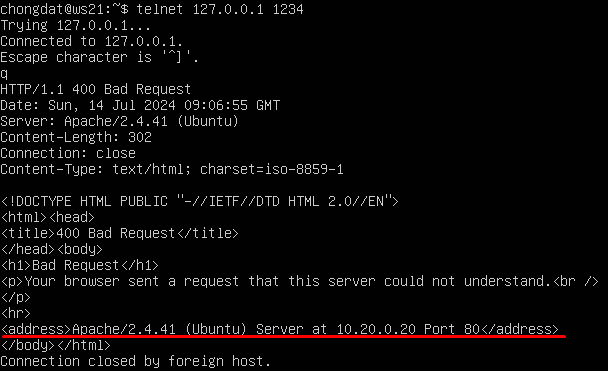 chongdat@ws21:~$ telnet 127.0.0.1 1234
Trying 127.0.0.1...
Connected to 127.0.0.1.
Escape character is '^]'.
q
HTTP/1.1 400 Bad Request
Date: Sun, 14 Jul 2024 09:06:55 GMT
Server: Apache/2.4.41 (Ubuntu)
Content-Length: 302
Connection: close
Content-Type: text/html; charset=iso-8859-1

<!DOCTYPE HTML PUBLIC "-//IETF//DTD HTML 2.0//EN">
<html><head>
<title>400 Bad Request</title>
</head><body>
<h1>Bad Request</h1>
<p>Your browser sent a request that this server could not understand.<br />
</p>
<hr>
<address>Apache/2.4.41 (Ubuntu) Server at 10.20.0.20 Port 80</address>
</body></html>
Connection closed by foreign host.